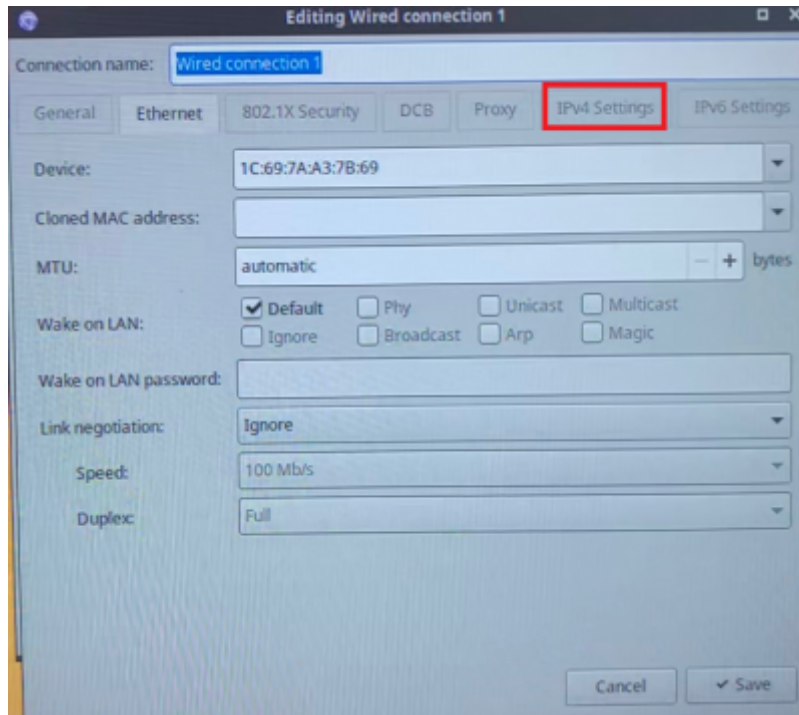 Editing Wired connection 1
Connection name: Wired connection 1
General Ethernet 802.1X Security DCB Proxy IPv4 Settings IPv6 Settings
Device: 1C:69:7A:A3:7B:69
Cloned MAC address:
MTU: automatic bytes
Wake on LAN: Default Phy Unicast Multicast
Ignore Broadcast Arp Magic
Wake on LAN password:
Link negotiation: Ignore
Speed: 100 Mb/s
Duplex: Full
Cancel Save